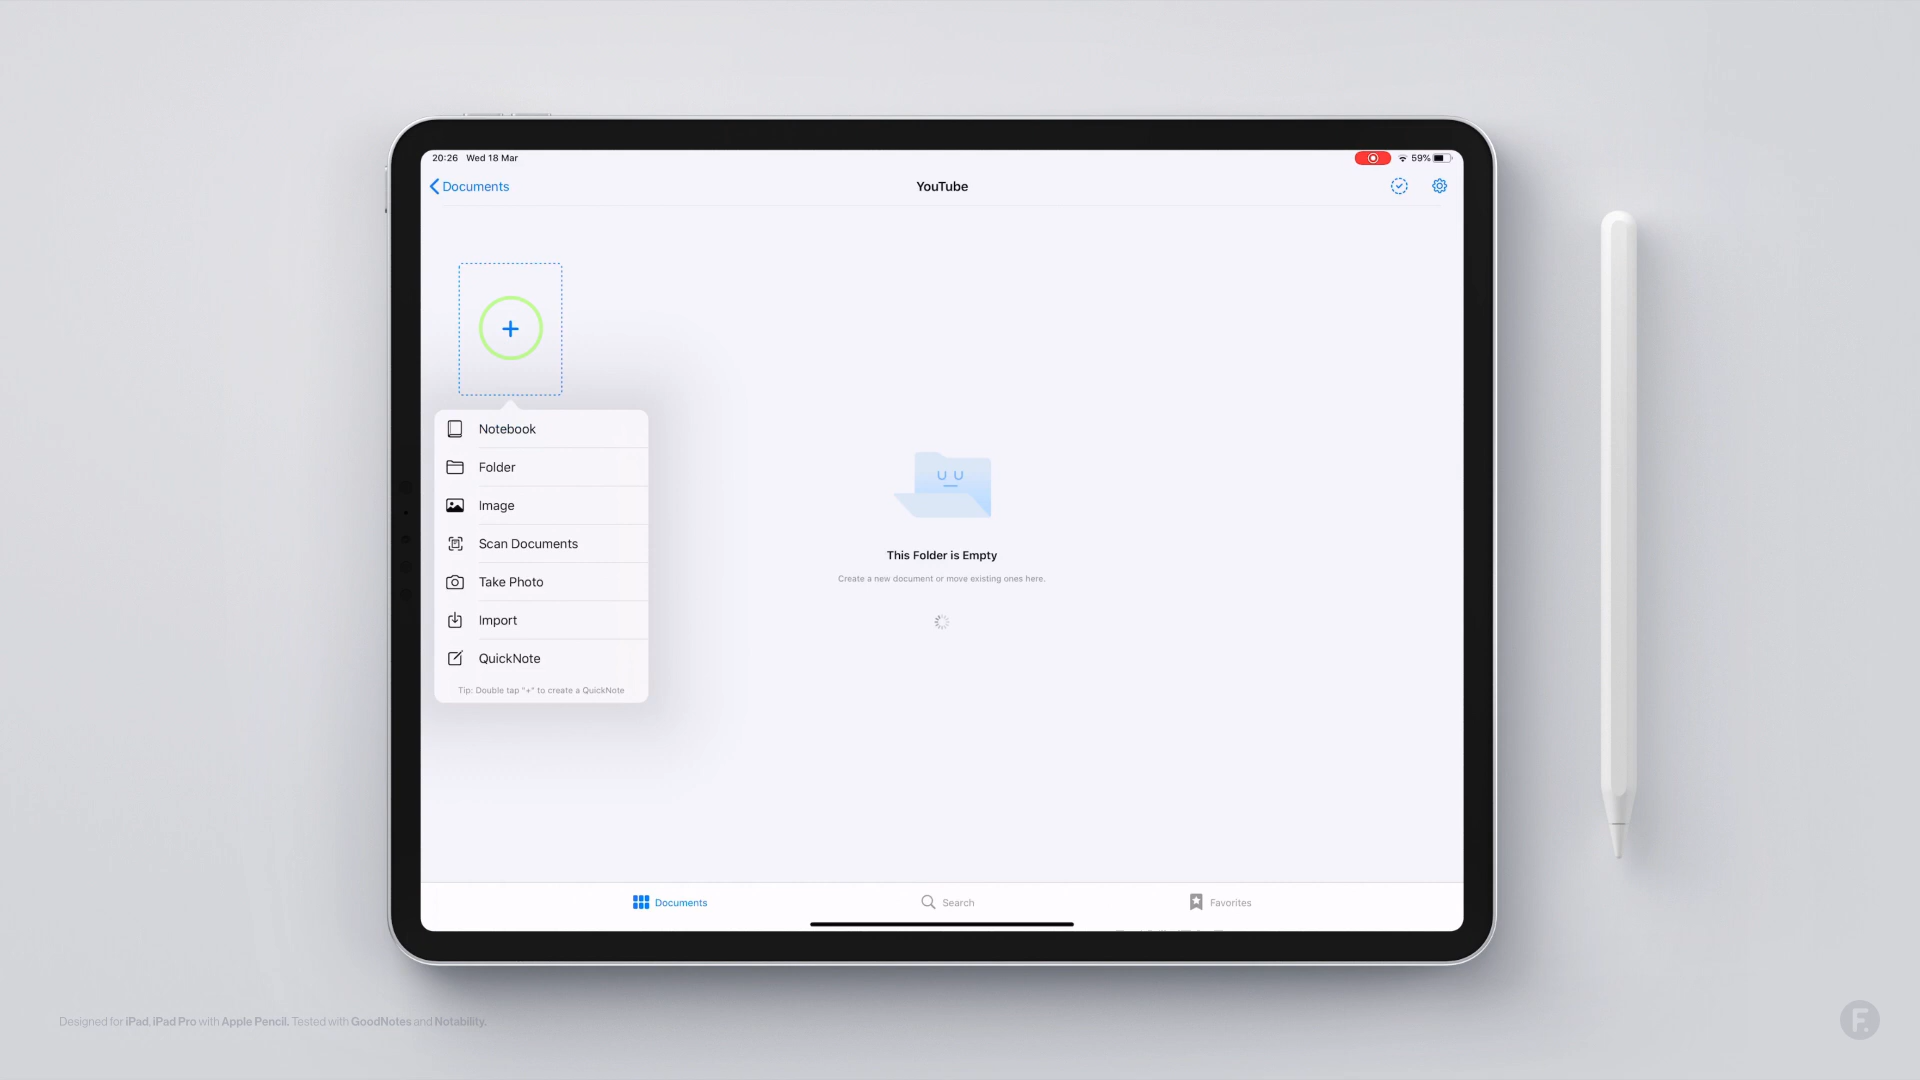 20:26 Wed 18 Mar
59%
Documents
YouTube
+
Notebook
Folder
Image
Scan Documents
Take Photo
Import
QuickNote
Tip: Double tap "+" to create a QuickNote
This Folder is Empty
Create a new document or move existing ones here.
Documents
Search
Favorites
Designed for iPad, iPad Pro with Apple Pencil. Tested with GoodNotes and Notability.
F.